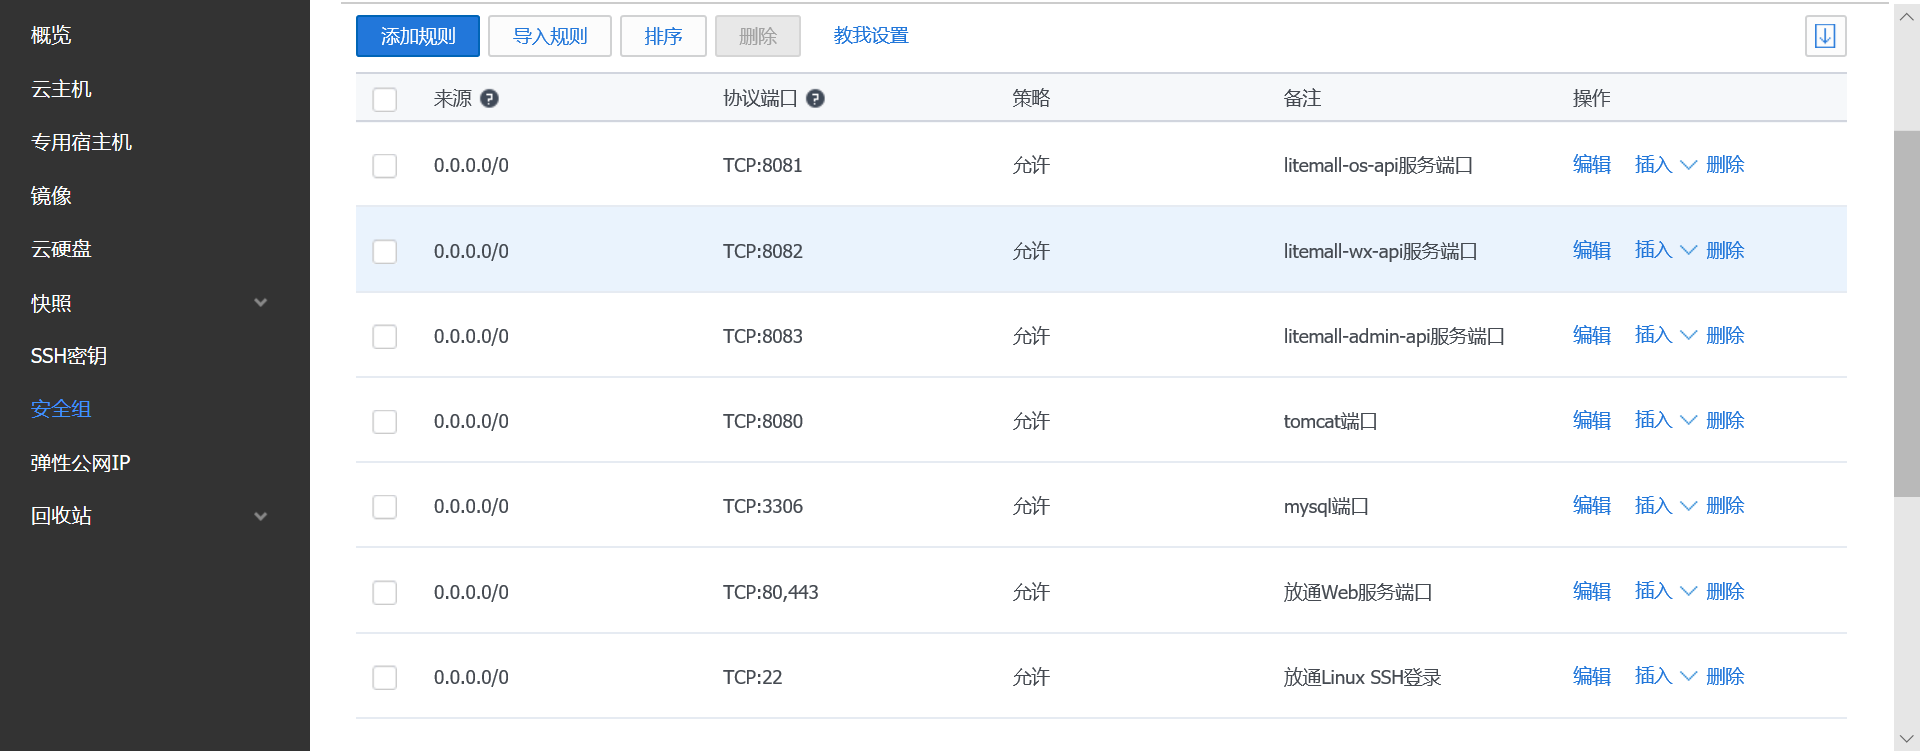 概览
云主机
专用宿主机
镜像
云硬盘
快照
SSH密钥
安全组
弹性公网IP
回收站
添加规则 导入规则 排序 删除 教我设置
来源 ? 协议端口 ? 策略 备注 操作
0.0.0.0/0 TCP:8081 允许 litemall-os-api服务端口 编辑 插入 删除
0.0.0.0/0 TCP:8082 允许 litemall-wx-api服务端口 编辑 插入 删除
0.0.0.0/0 TCP:8083 允许 litemall-admin-api服务端口 编辑 插入 删除
0.0.0.0/0 TCP:8080 允许 tomcat端口 编辑 插入 删除
0.0.0.0/0 TCP:3306 允许 mysql端口 编辑 插入 删除
0.0.0.0/0 TCP:80,443 允许 放通Web服务端口 编辑 插入 删除
0.0.0.0/0 TCP:22 允许 放通Linux SSH登录 编辑 插入 删除